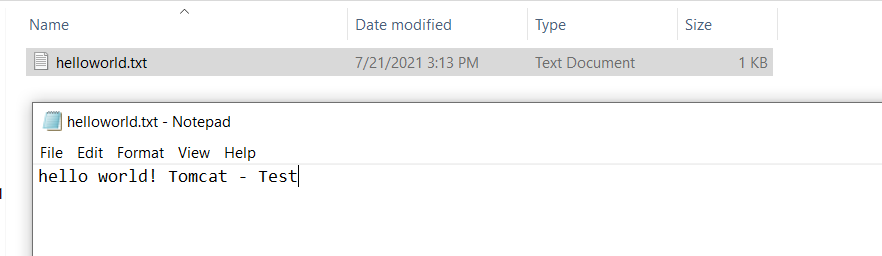 Name Date modified Type Size
helloworld.txt 7/21/2021 3:13 PM Text Document 1 KB
helloworld.txt - Notepad
File Edit Format View Help
hello world! Tomcat - Test